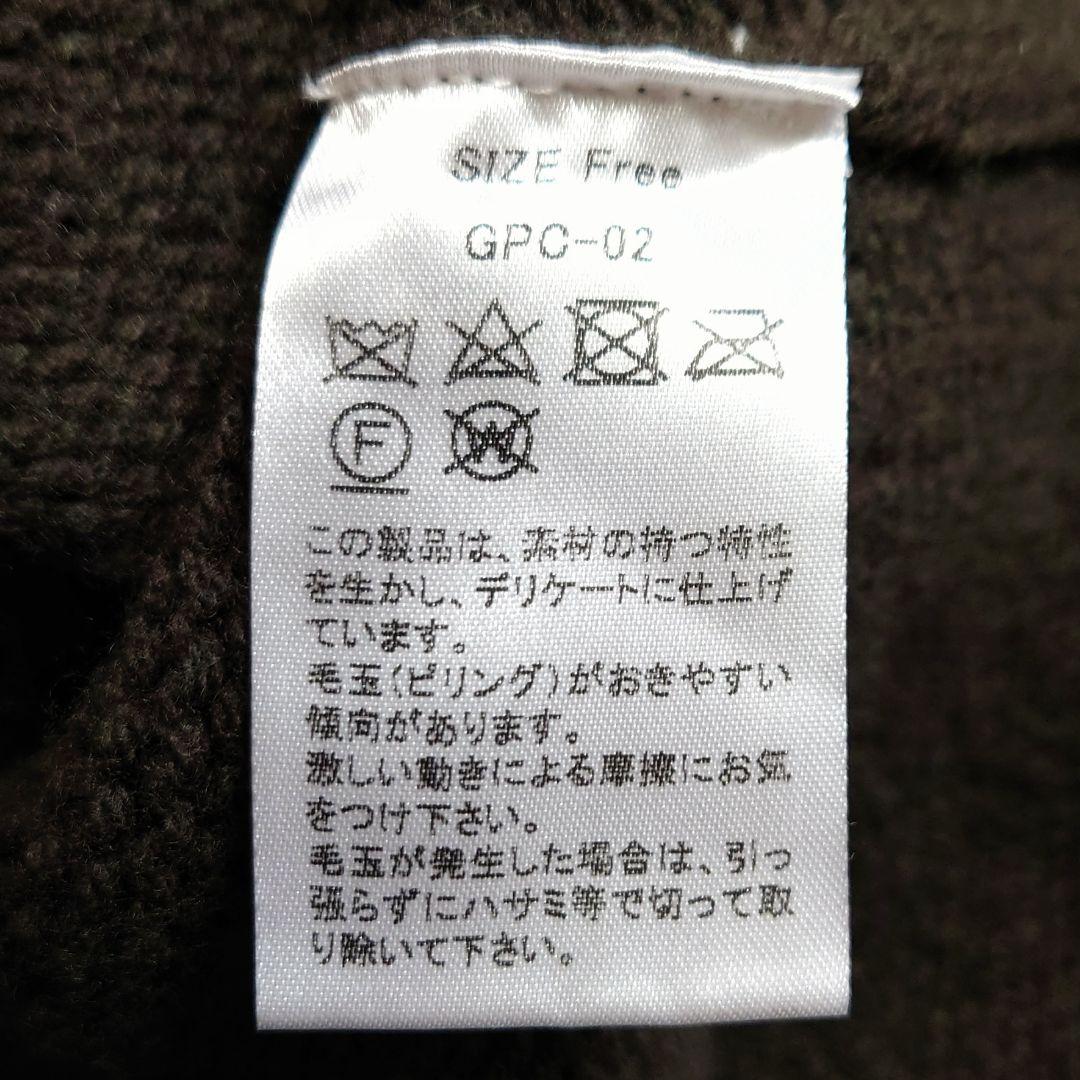 SIZE Free
GPC-02
F
W
この製品は、素材の持つ特性
を生かし、デリケートに仕上げ
ています。
毛玉(ピリング)がおきやすい
傾向があります。
激しい動きによる摩擦にお気
をつけ下さい。
毛玉が発生した場合は、引っ
張らずにハサミ等で切って取
り除いて下さい。